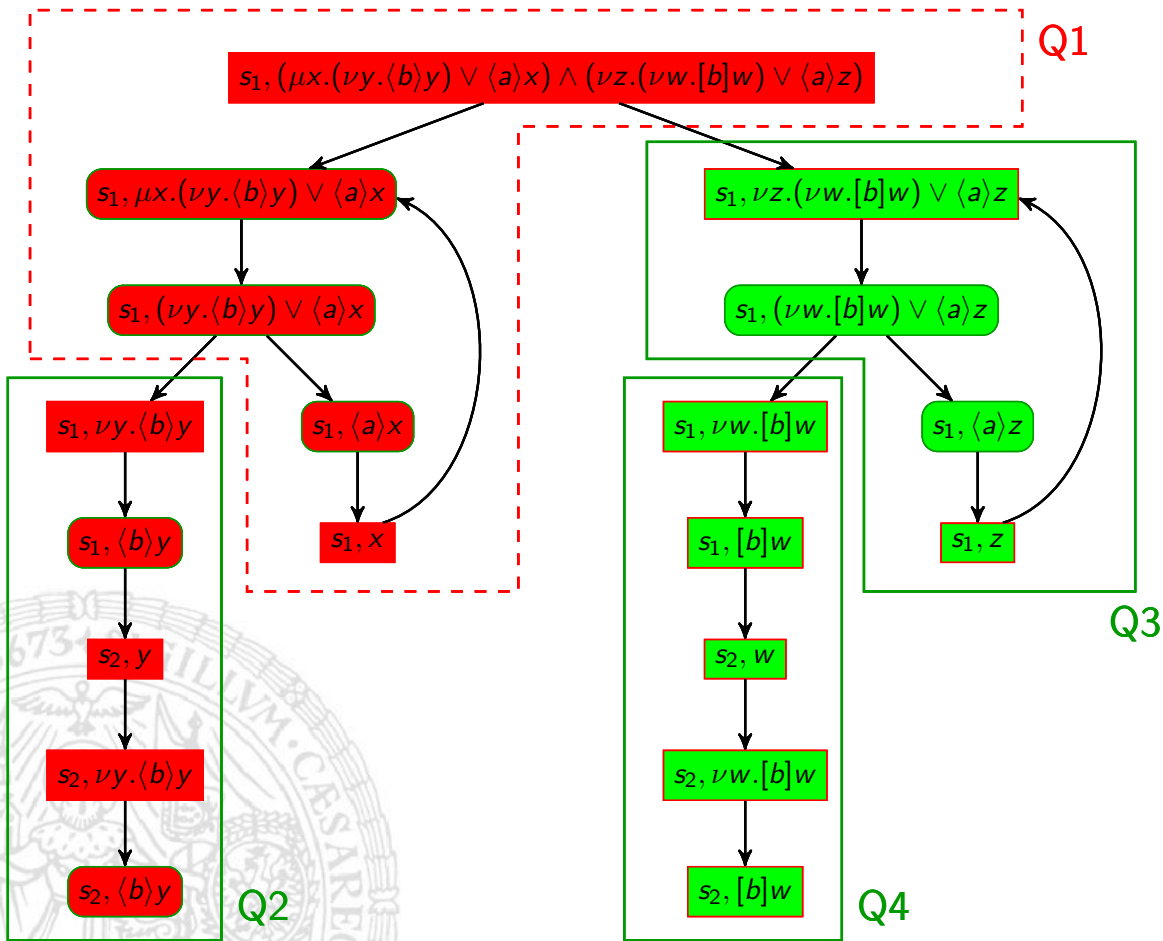 Q1
s₁, (μx.(νy.⟨b⟩y) ∨ ⟨a⟩x) ∧ (νz.(νw.[b]w) ∨ ⟨a⟩z)
s₁, μx.(νy.⟨b⟩y) ∨ ⟨a⟩x
s₁, νz.(νw.[b]w) ∨ ⟨a⟩z
s₁, (νy.⟨b⟩y) ∨ ⟨a⟩x
s₁, (νw.[b]w) ∨ ⟨a⟩z
s₁, νy.⟨b⟩y
s₁, ⟨a⟩x
s₁, νw.[b]w
s₁, ⟨a⟩z
s₁, ⟨b⟩y
s₁, x
s₁, [b]w
s₁, z
Q3
s₂, y
s₂, w
s₂, νy.⟨b⟩y
s₂, νw.[b]w
s₂, ⟨b⟩y
Q2
s₂, [b]w
Q4